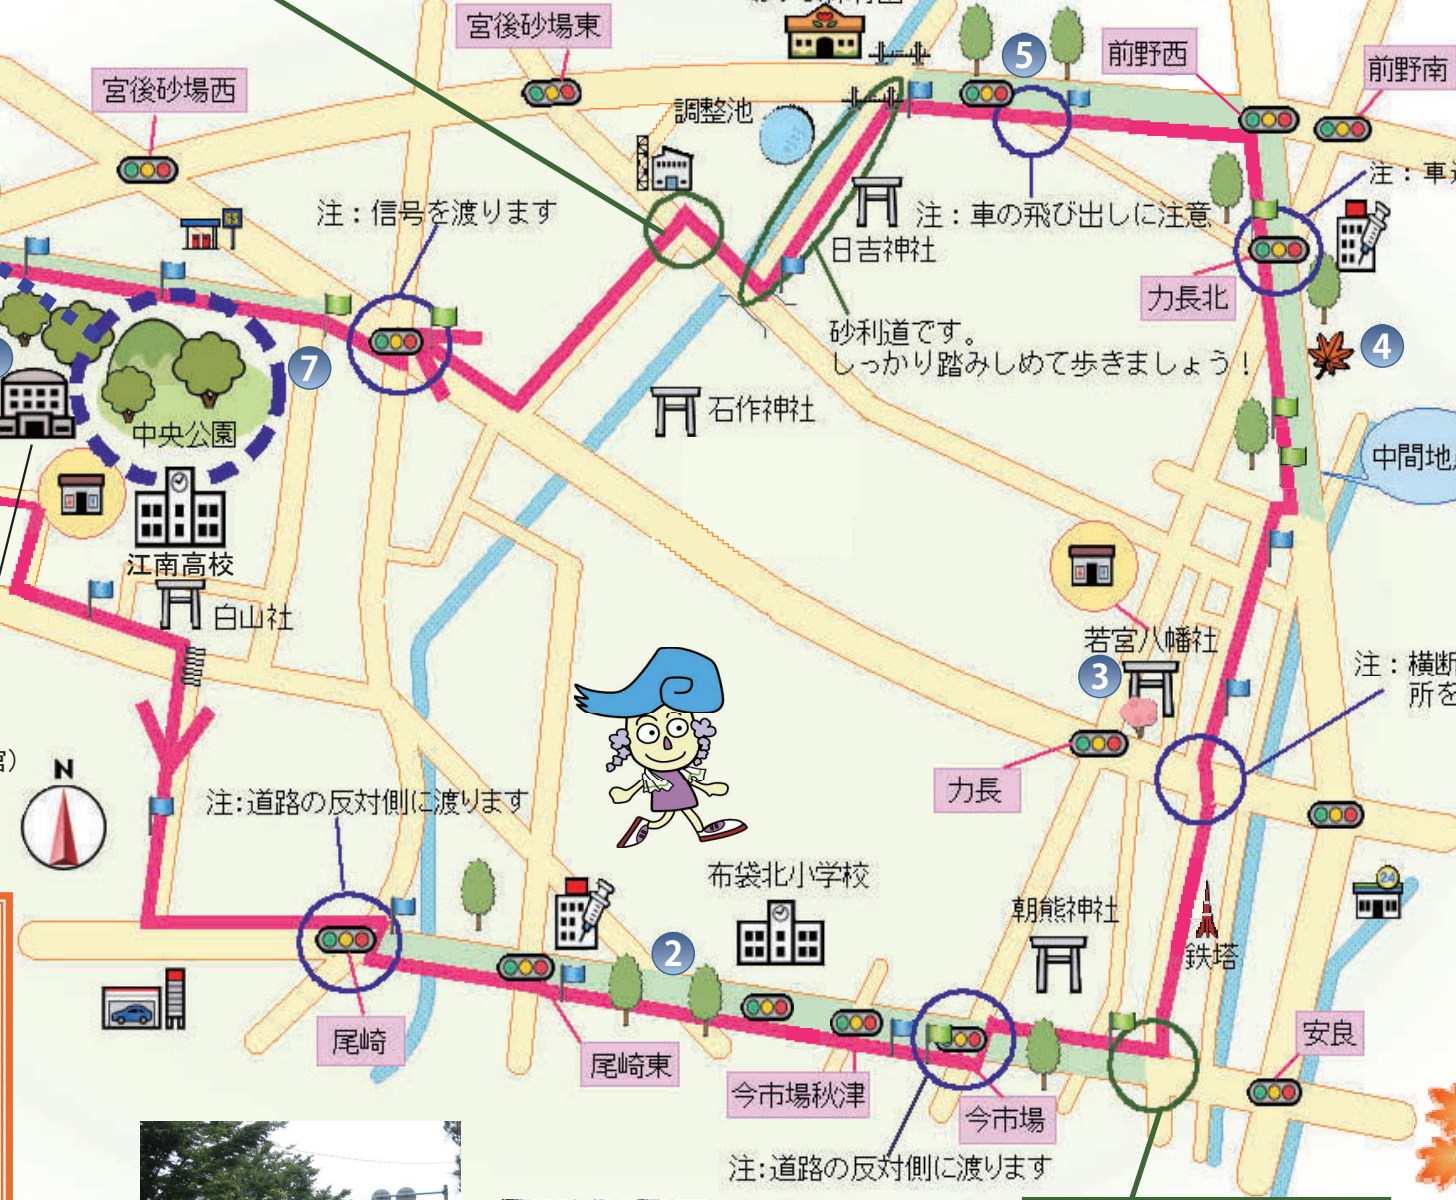 宮後砂場東
前野西
前野南
宮後砂場西
調整池
5
注：信号を渡ります
注：車の飛び出しに注意
日吉神社
力長北
砂利道です。
しっかり踏みしめて歩きましょう！
4
7
石作神社
中央公園
中間地
江南高校
白山社
若宮八幡社
3
注：横断
所を
力長
N
注:道路の反対側に渡ります
布袋北小学校
24
朝熊神社
鉄塔
2
尾崎
尾崎東
安良
今市場秋津
今市場
注:道路の反対側に渡ります